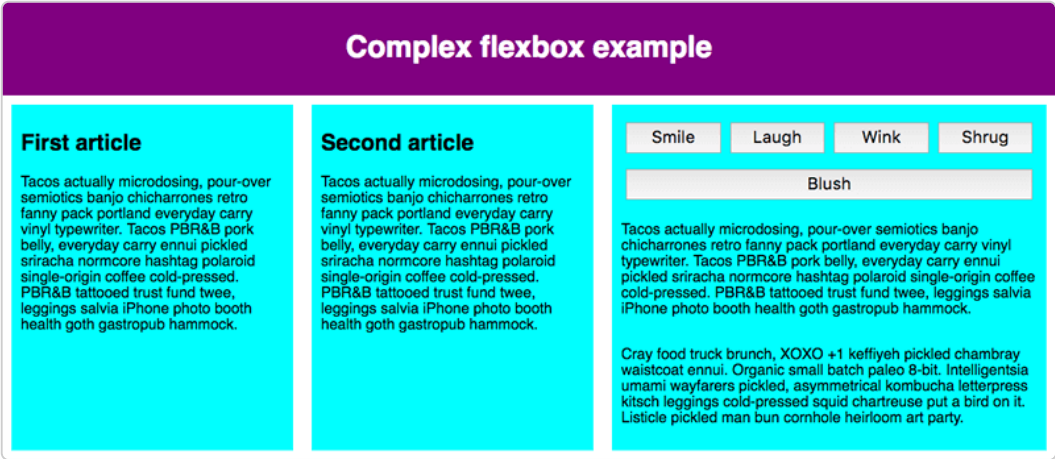 Complex flexbox example
First article
Tacos actually microdosing, pour-over
semiotics banjo chicharrones retro
fanny pack portland everyday carry
vinyl typewriter. Tacos PBR&B pork
belly, everyday carry ennui pickled
sriracha normcore hashtag polaroid
single-origin coffee cold-pressed.
PBR&B tattooed trust fund twee,
leggings salvia iPhone photo booth
health goth gastropub hammock.
Second article
Tacos actually microdosing, pour-over
semiotics banjo chicharrones retro
fanny pack portland everyday carry
vinyl typewriter. Tacos PBR&B pork
belly, everyday carry ennui pickled
sriracha normcore hashtag polaroid
single-origin coffee cold-pressed.
PBR&B tattooed trust fund twee,
leggings salvia iPhone photo booth
health goth gastropub hammock.
Smile Laugh Wink Shrug
Blush
Tacos actually microdosing, pour-over semiotics banjo
chicharrones retro fanny pack portland everyday carry vinyl
typewriter. Tacos PBR&B pork belly, everyday carry ennui
pickled sriracha normcore hashtag polaroid single-origin coffee
cold-pressed. PBR&B tattooed trust fund twee, leggings salvia
iPhone photo booth health goth gastropub hammock.
Cray food truck brunch, XOXO +1 keffiyeh pickled chambray
waistcoat ennui. Organic small batch paleo 8-bit. Intelligentsia
umami wayfarers pickled, asymmetrical kombucha letterpress
kitsch leggings cold-pressed squid chartreuse put a bird on it.
Listicle pickled man bun cornhole heirloom art party.